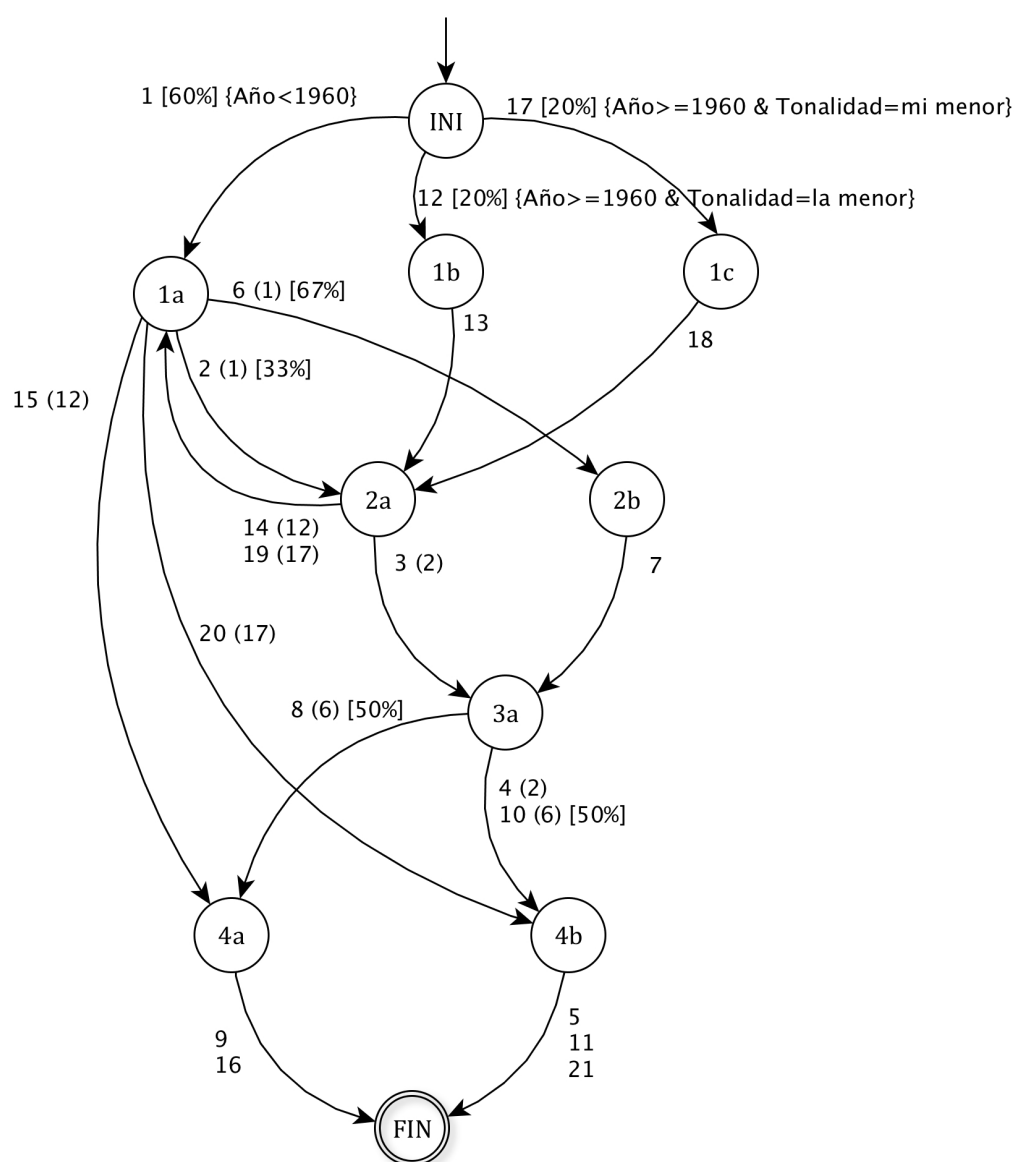 1 [60%] {Año<1960}
INI
17 [20%] {Año>=1960 & Tonalidad=mi menor}
12 [20%] {Año>=1960 & Tonalidad=la menor}
1a
1b
1c
6 (1) [67%]
13
18
2 (1) [33%]
15 (12)
2a
2b
14 (12)
19 (17)
3 (2)
7
20 (17)
8 (6) [50%]
3a
4 (2)
10 (6) [50%]
4a
4b
9
16
5
11
21
FIN